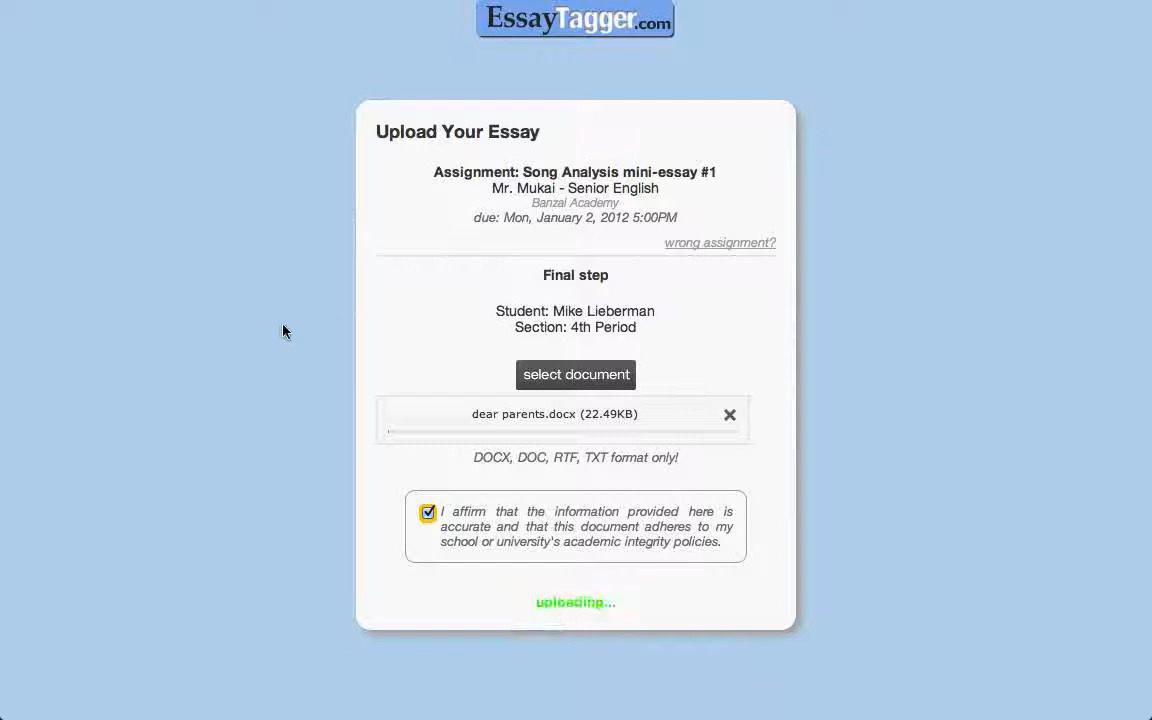 EssayTagger.com
Upload Your Essay
Assignment: Song Analysis mini-essay #1
Mr. Mukai - Senior English
Banzai Academy
due: Mon, January 2, 2012 5:00PM
wrong assignment?
Final step
Student: Mike Lieberman
Section: 4th Period
select document
dear parents.docx (22.49KB)
DOCX, DOC, RTF, TXT format only!
I affirm that the information provided here is
accurate and that this document adheres to my
school or university's academic integrity policies.
uploading...